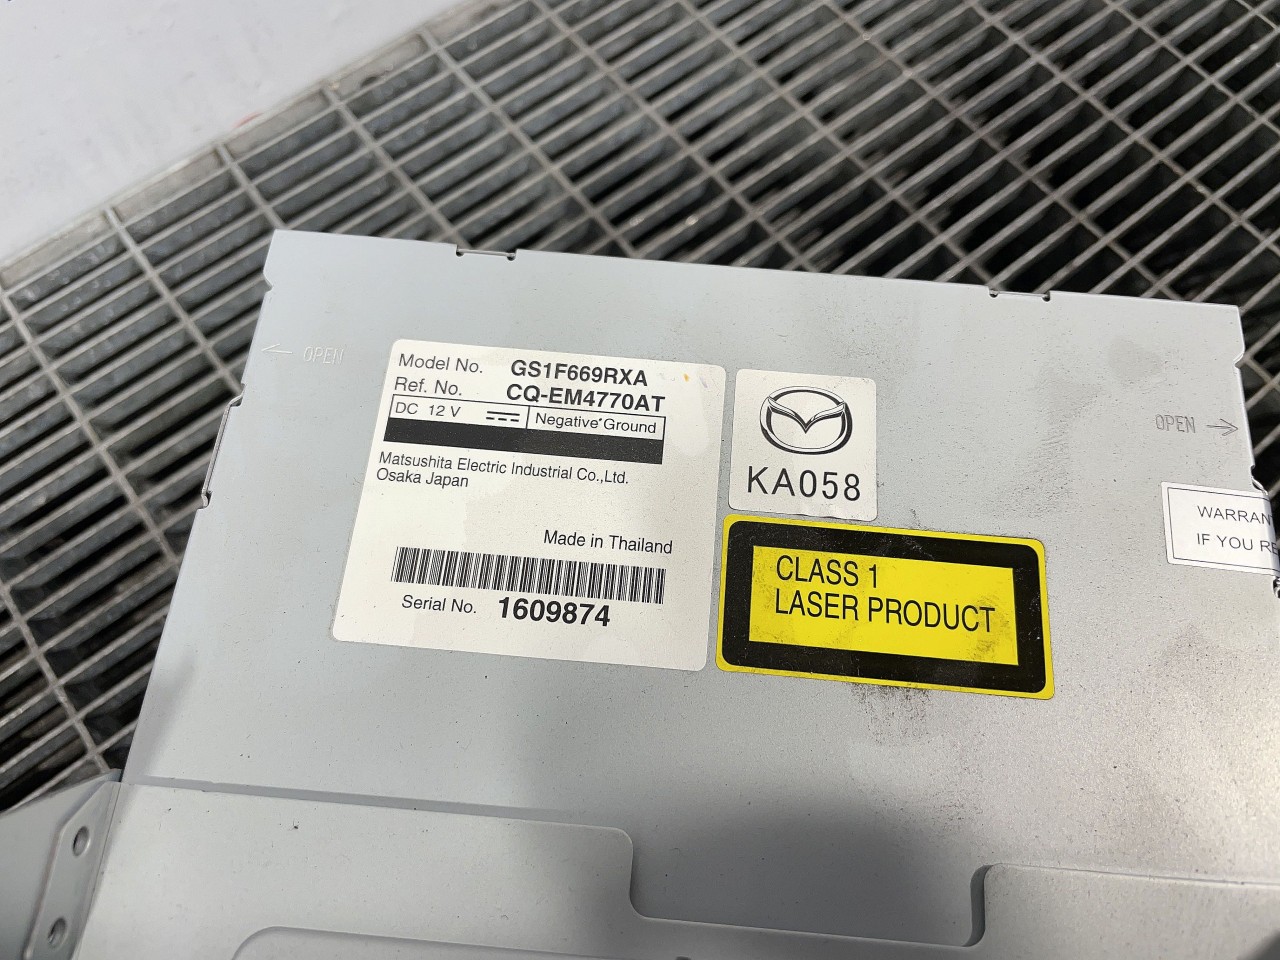 ← OPEN
Model No. GS1F669RXA
Ref. No. CQ-EM4770AT
DC 12 V Negative Ground
Matsushita Electric Industrial Co.,Ltd.
Osaka Japan
Made in Thailand
Serial No. 1609874
KA058
CLASS 1
LASER PRODUCT
OPEN →
IF YOU